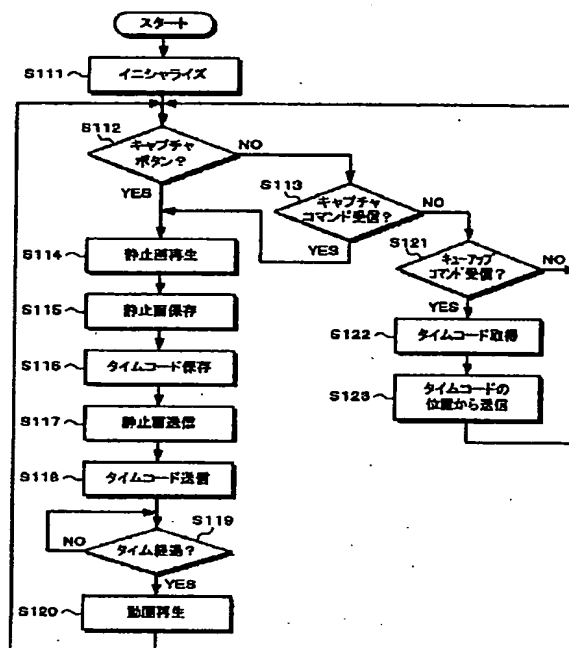 スタート
S111
イニシャライズ
S112
キャプチャ
ボタン?
NO
YES
S113
キャプチャ
コマンド受信?
NO
YES
S121
キューアップ
コマンド受信?
NO
YES
S114
静止画再生
S115
静止画保存
S122
タイムコード取得
S116
タイムコード保存
S123
タイムコードの
位置から送信
S117
静止画送信
S118
タイムコード送信
S119
タイム経過?
NO
YES
S120
動画再生